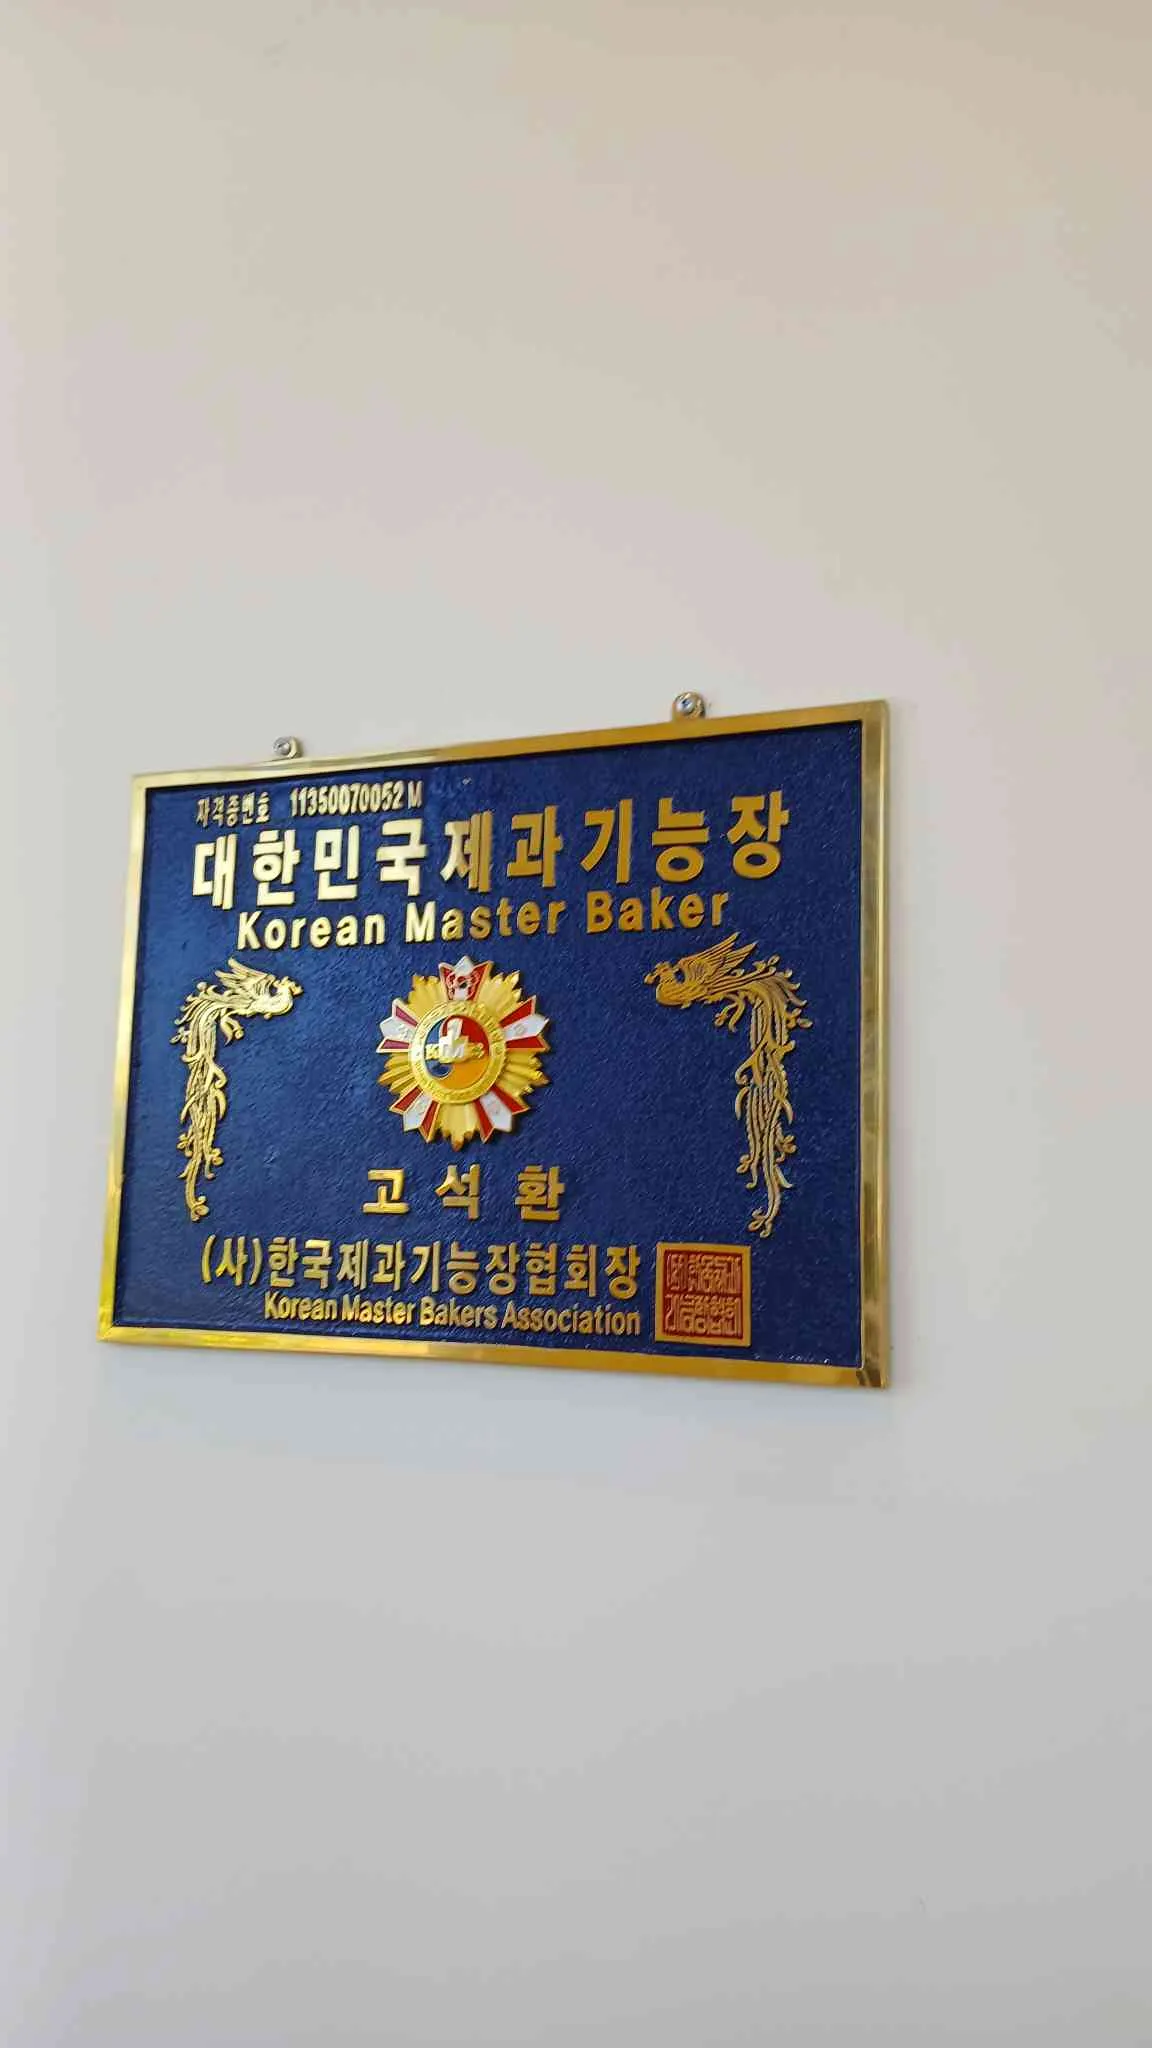 자격증번호 11350070052M
대한민국제과기능장
Korean Master Baker
고석환
(사)한국제과기능장협회장
Korean Master Bakers Association